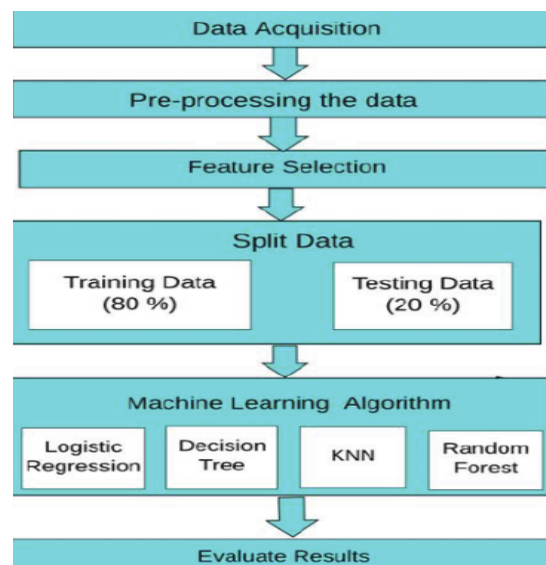 Data Acquisition
Pre-processing the data
Feature Selection
Split Data
Training Data
(80 %)
Testing Data
(20 %)
Machine Learning Algorithm
Logistic
Regression
Decision
Tree
KNN
Random
Forest
Evaluate Results